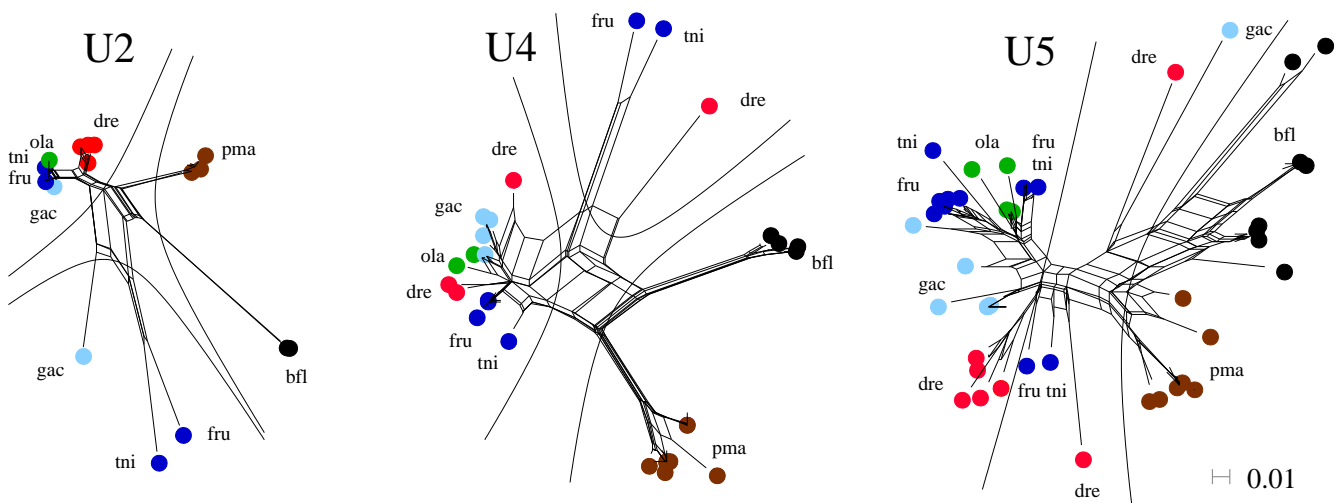 U2
dre
ola
tni
fru
gac
pma
gac
bfl
fru
tni
U4
fru
tni
dre
dre
gac
ola
dre
fru
tni
bfl
pma
U5
gac
dre
tni
ola
fru
tni
fru
bfl
gac
dre
fru tni
pma
dre
0.01